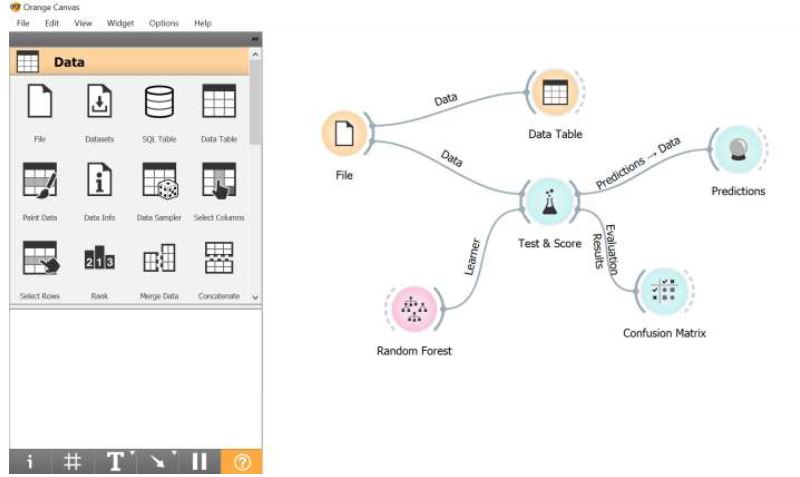 Orange Canvas
File Edit View Widget Options Help
Data
File Datasets SQL Table Data Table
Paint Data Data Info Data Sampler Select Columns
2 1 3
Select Rows Rank Merge Data Concatenate
i T ?
File
Data
Data Table
Data
Test & Score
Predictions → Data
Predictions
Learner
Random Forest
Evaluation
Results
Confusion Matrix